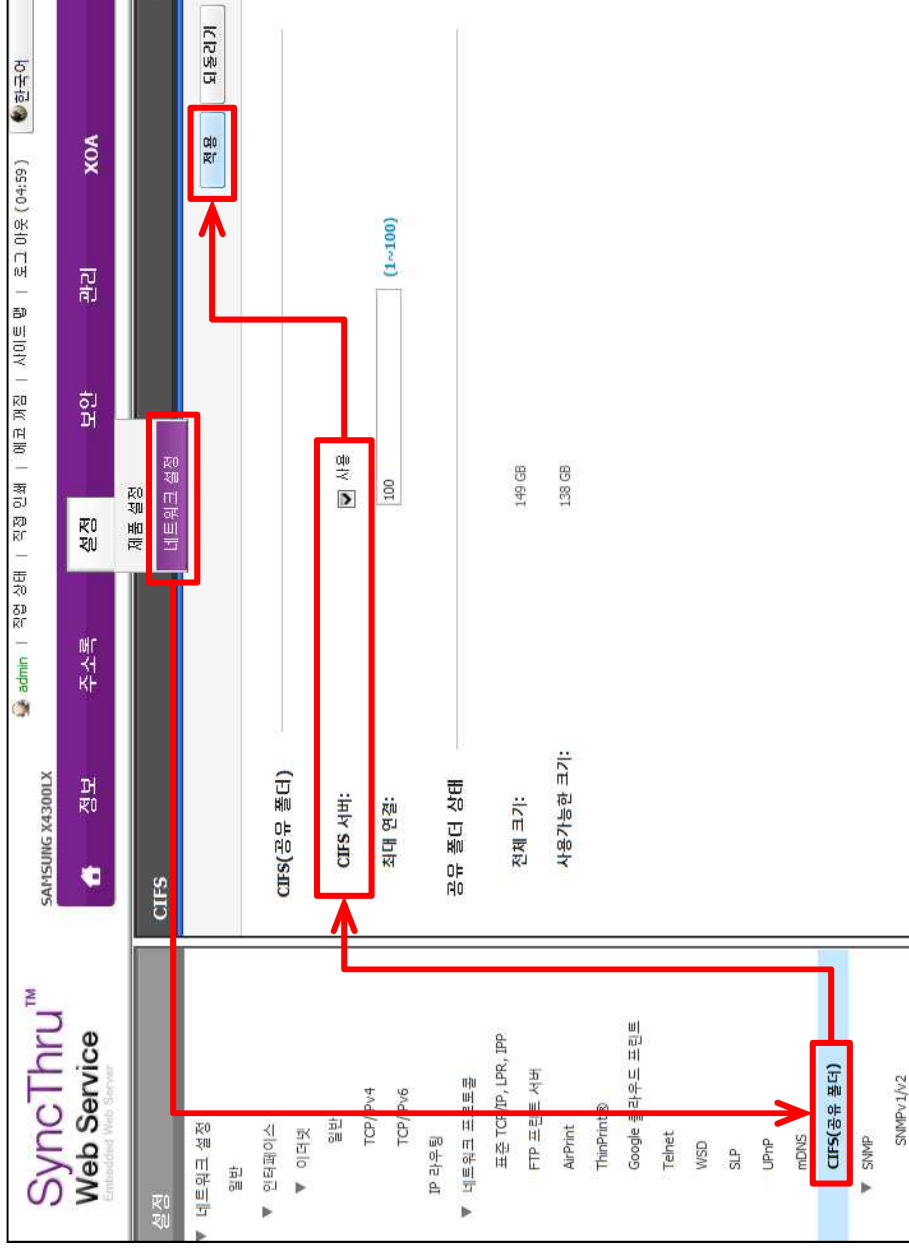 SyncThru™
Web Service
Embedded Web Server
SAMSUNG X4300LX
admin | 작업 상태 | 직접 인쇄 | 에코 꺼짐 | 사이트 맵 | 로그 아웃 (04:59)
한국어
정보
주소록
설정
보안
관리
XOA
제품 설정
네트워크 설정
설정
▼ 네트워크 설정
일반
▼ 인터페이스
▼ 이더넷
일반
TCP/IPv4
TCP/IPv6
IP 라우팅
▼ 네트워크 프로토콜
표준 TCP/IP, LPR, IPP
FTP 프린트 서버
AirPrint
ThinPrint®
Google 클라우드 프린트
Telnet
WSD
SLP
UPnP
mDNS
CIFS(공유 폴더)
▼ SNMP
SNMPv1/v2
CIFS
적용
되돌리기
CIFS(공유 폴더)
CIFS 서버: 사용
최대 연결: 100 (1~100)
공유 폴더 상태
전체 크기: 149 GB
사용가능한 크기: 138 GB